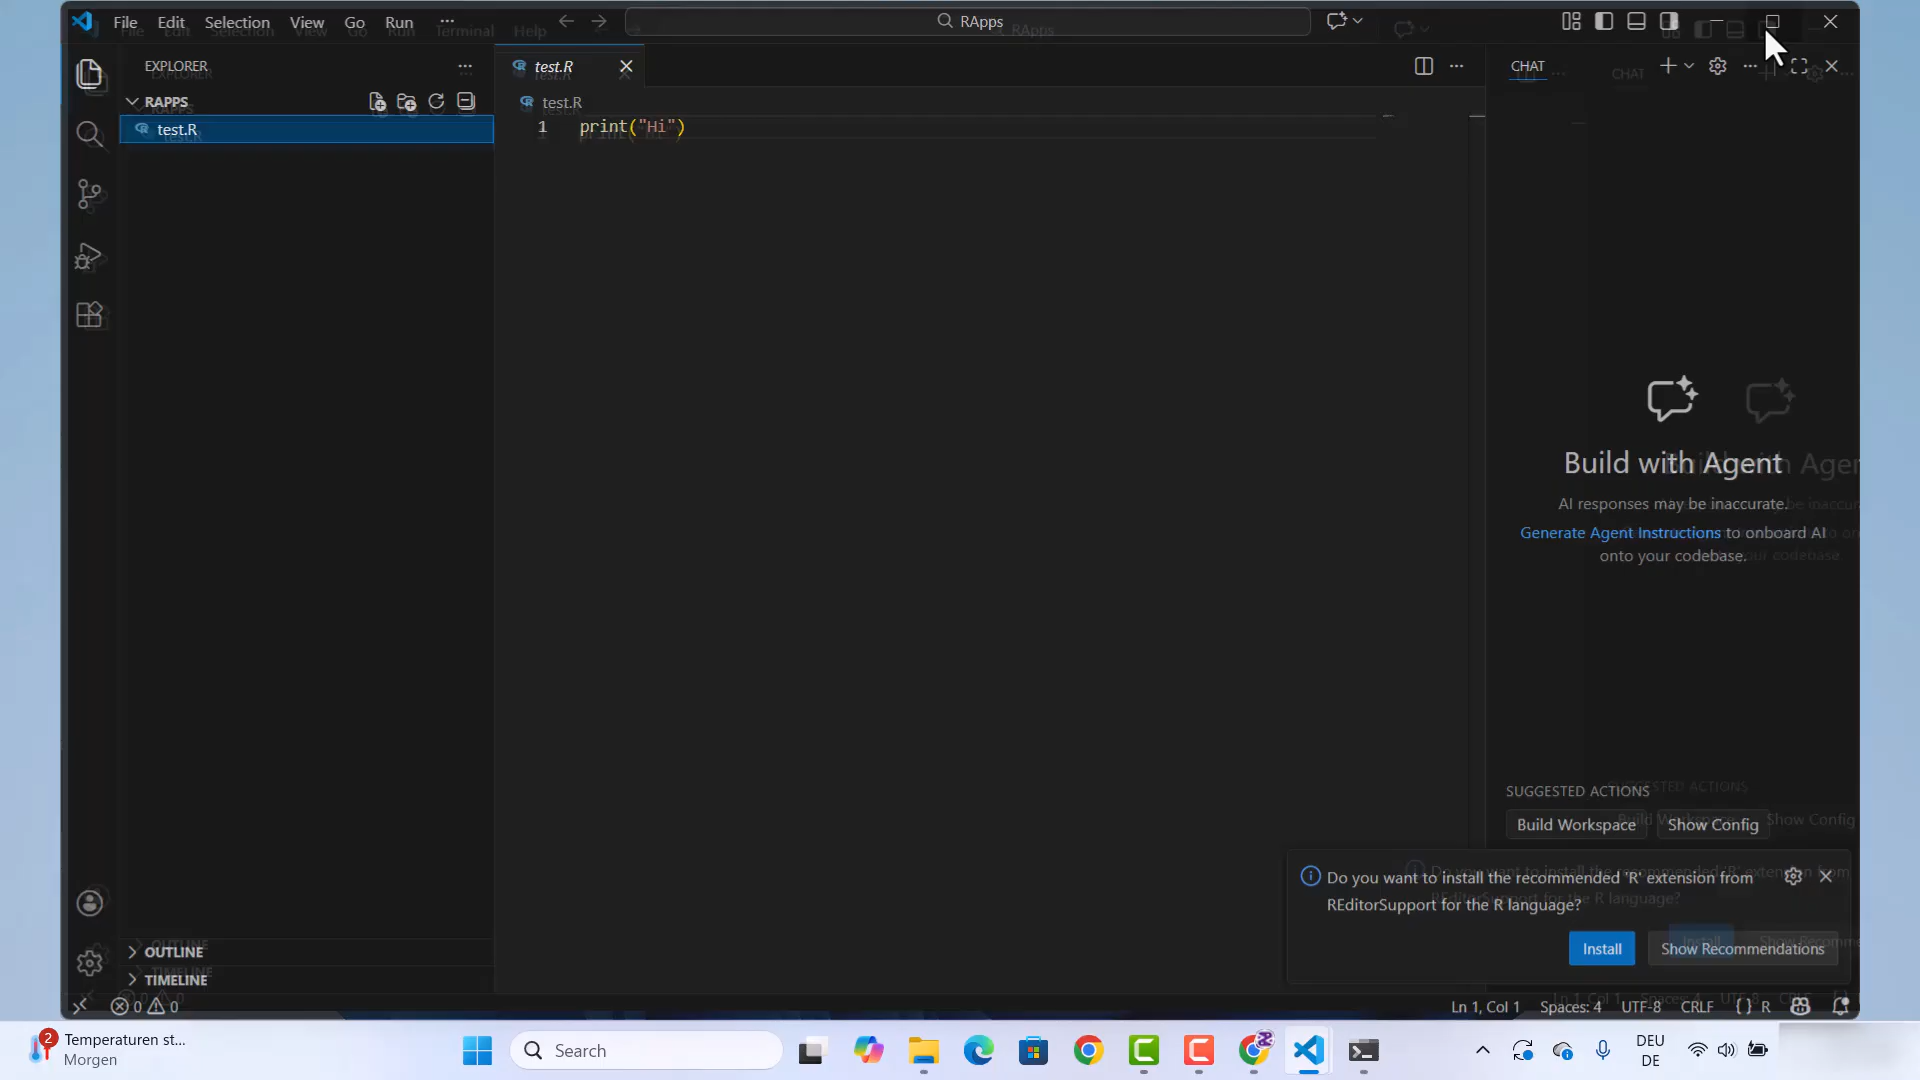 File Edit Selection View Go Run ···
RApps
EXPLORER
RAPPS
test.R
test.R
test.R
1 print("Hi")
CHAT
Build with Agent
AI responses may be inaccurate.
Generate Agent Instructions to onboard AI
onto your codebase.
SUGGESTED ACTIONS
Build Workspace Show Config
Do you want to install the recommended 'R' extension from
REditorSupport for the R language?
Install Show Recommendations
OUTLINE
TIMELINE
0 0
Ln 1, Col 1 Spaces: 4 UTF-8 CRLF { } R
2
Temperaturen st...
Morgen
Search
DEU
DE